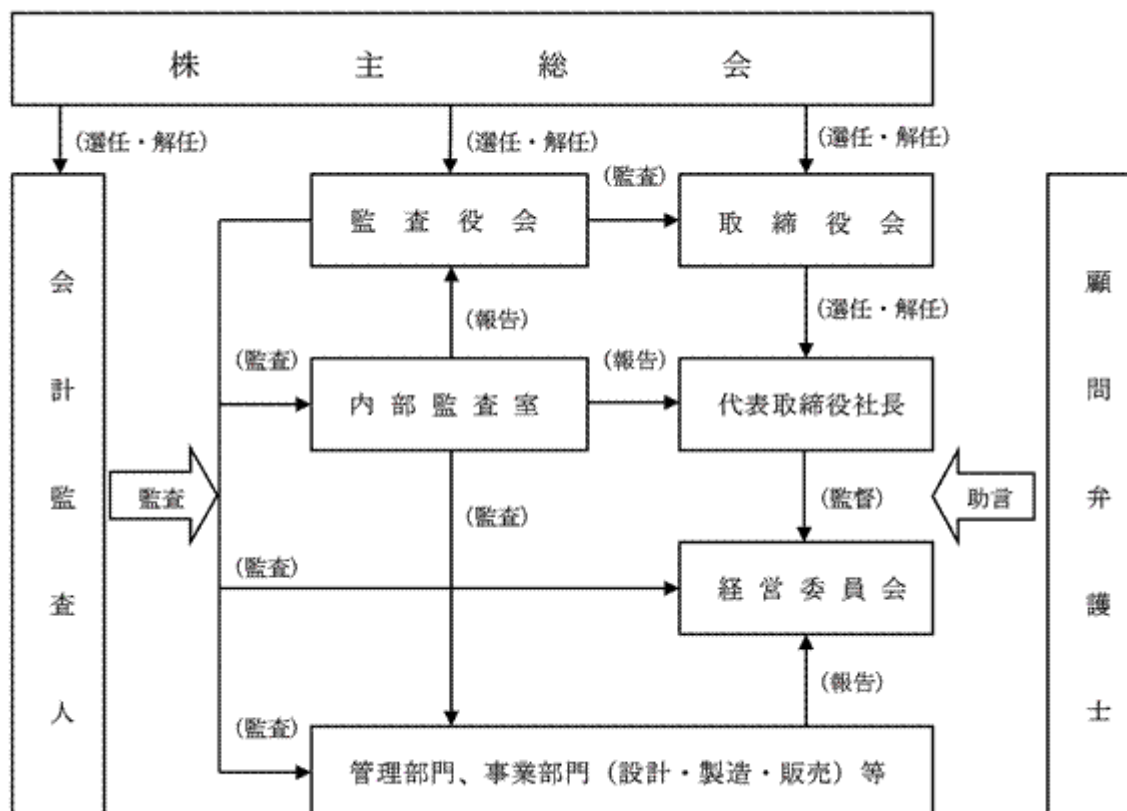 株主総会
(選任・解任)
(選任・解任)
(選任・解任)
会計監査人
監査役会
(監査)
取締役会
顧問弁護士
(報告)
(選任・解任)
(監査)
内部監査室
(報告)
代表取締役社長
監査
(監査)
(監督)
助言
(監査)
経営委員会
(報告)
(監査)
管理部門、事業部門(設計・製造・販売)等